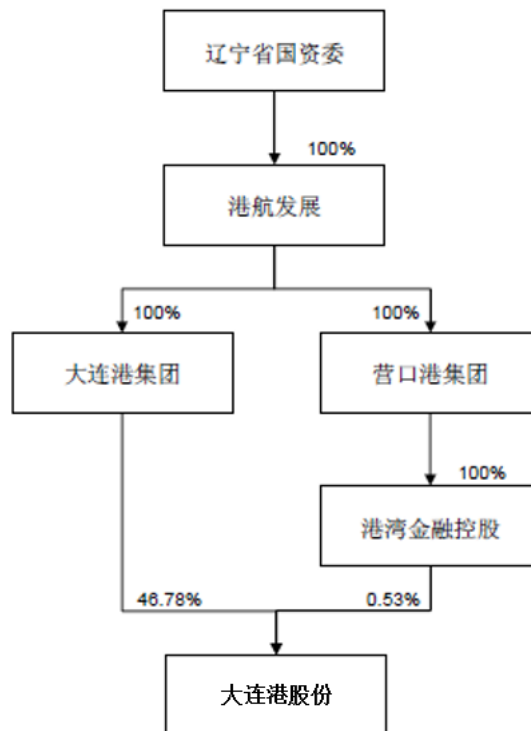 辽宁省国资委
100%
港航发展
100%
100%
大连港集团
营口港集团
100%
港湾金融控股
46.78%
0.53%
大连港股份